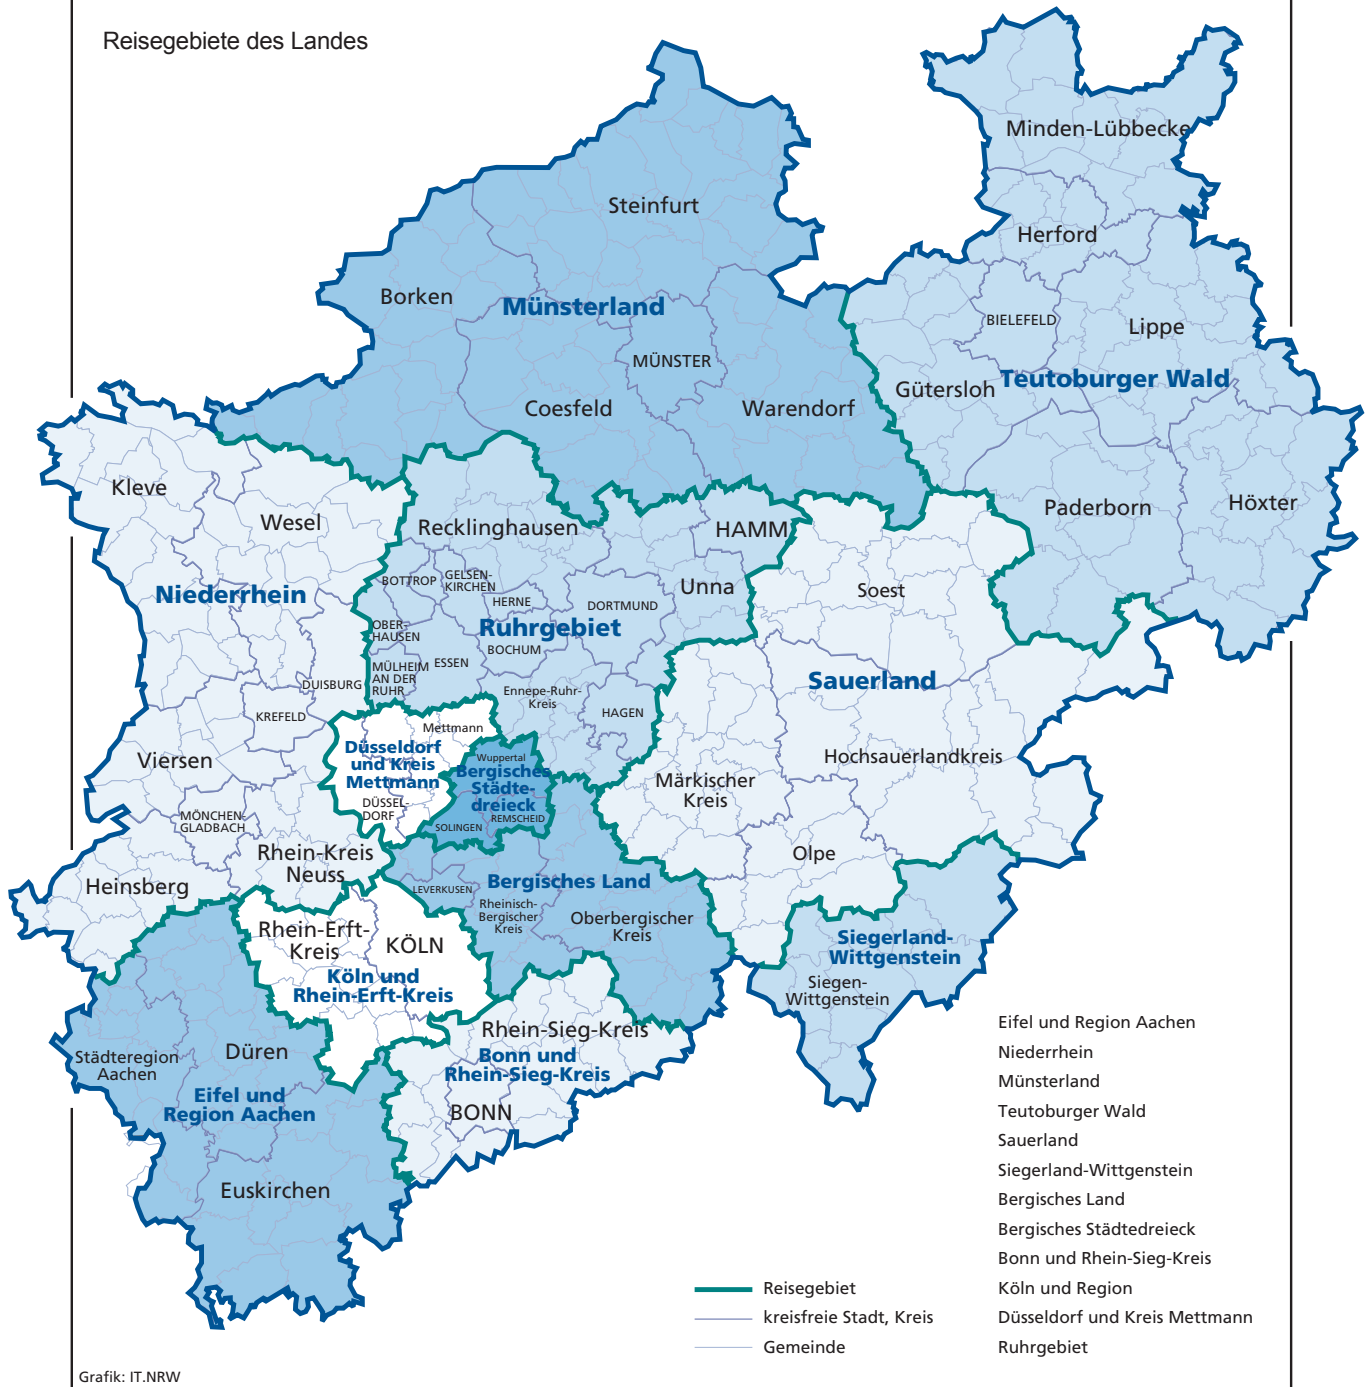 Reisegebiete des Landes
Minden-Lübbecke
Steinfurt
Herford
Borken
Münsterland
BIELEFELD
Lippe
MÜNSTER
Gütersloh
Teutoburger Wald
Coesfeld
Warendorf
Kleve
Wesel
Recklinghausen
HAMM
Paderborn
Höxter
Niederrhein
BOTTROP
GELSEN-
KIRCHEN
HERNE
DORTMUND
Unna
Soest
OBER-
HAUSEN
Ruhrgebiet
BOCHUM
MÜLHEIM
AN DER
RUHR
ESSEN
DUISBURG
Sauerland
Ennepe-Ruhr-
Kreis
HAGEN
KREFELD
Mettmann
Düsseldorf
und Kreis
Mettmann
DÜSSEL-
DORF
Wuppertal
Bergisches
Städte-
dreieck
SOLINGEN
REMSCHEID
Viersen
Hochsauerlandkreis
Märkischer
Kreis
MÖNCHEN-
GLADBACH
Rhein-Kreis
Neuss
Olpe
Heinsberg
LEVERKUSEN
Bergisches Land
Rheinisch-
Bergischer
Kreis
Oberbergischer
Kreis
Rhein-Erft-
Kreis
KÖLN
Köln und
Rhein-Erft-Kreis
Siegerland-
Wittgenstein
Siegen-
Wittgenstein
Rhein-Sieg-Kreis
Bonn und
Rhein-Sieg-Kreis
BONN
Städteregion
Aachen
Düren
Eifel und
Region Aachen
Euskirchen
Eifel und Region Aachen
Niederrhein
Münsterland
Teutoburger Wald
Sauerland
Siegerland-Wittgenstein
Bergisches Land
Bergisches Städtedreieck
Bonn und Rhein-Sieg-Kreis
Köln und Region
Düsseldorf und Kreis Mettmann
Ruhrgebiet
Reisegebiet
kreisfreie Stadt, Kreis
Gemeinde
Grafik: IT.NRW